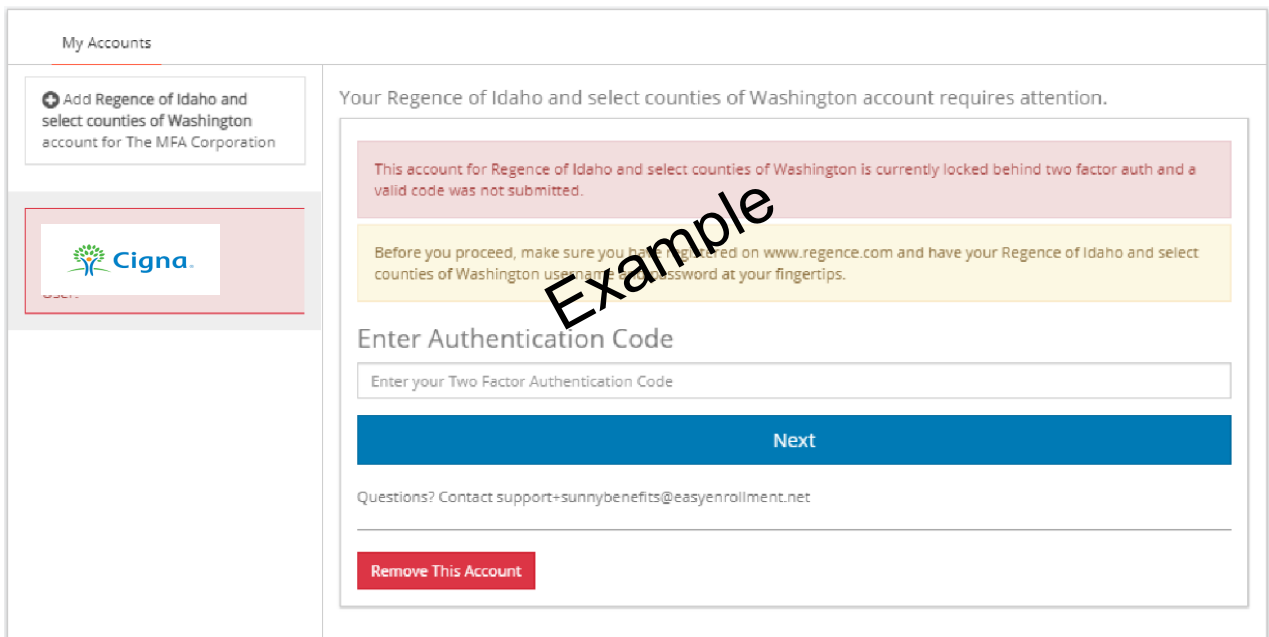 My Accounts
Add Regence of Idaho and
select counties of Washington
account for The MFA Corporation
Cigna.
User:
Your Regence of Idaho and select counties of Washington account requires attention.
This account for Regence of Idaho and select counties of Washington is currently locked behind two factor auth and a
valid code was not submitted.
Before you proceed, make sure you have registered on www.regence.com and have your Regence of Idaho and select
counties of Washington username and password at your fingertips.
Example
Enter Authentication Code
Enter your Two Factor Authentication Code
Next
Questions? Contact support+sunnybenefits@easyenrollment.net
Remove This Account